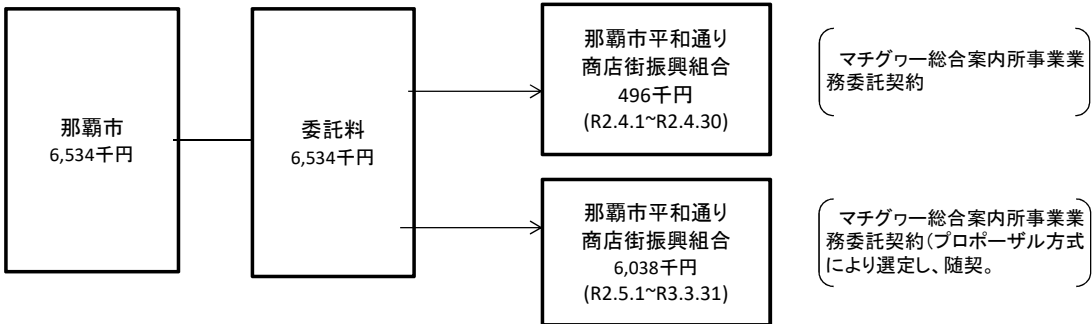 那覇市
6,534千円
委託料
6,534千円
那覇市平和通り
商店街振興組合
496千円
(R2.4.1~R2.4.30)
マチグヮー総合案内所事業業
務委託契約
那覇市平和通り
商店街振興組合
6,038千円
(R2.5.1~R3.3.31)
マチグヮー総合案内所事業業
務委託契約(プロポーザル方式
により選定し、随契。